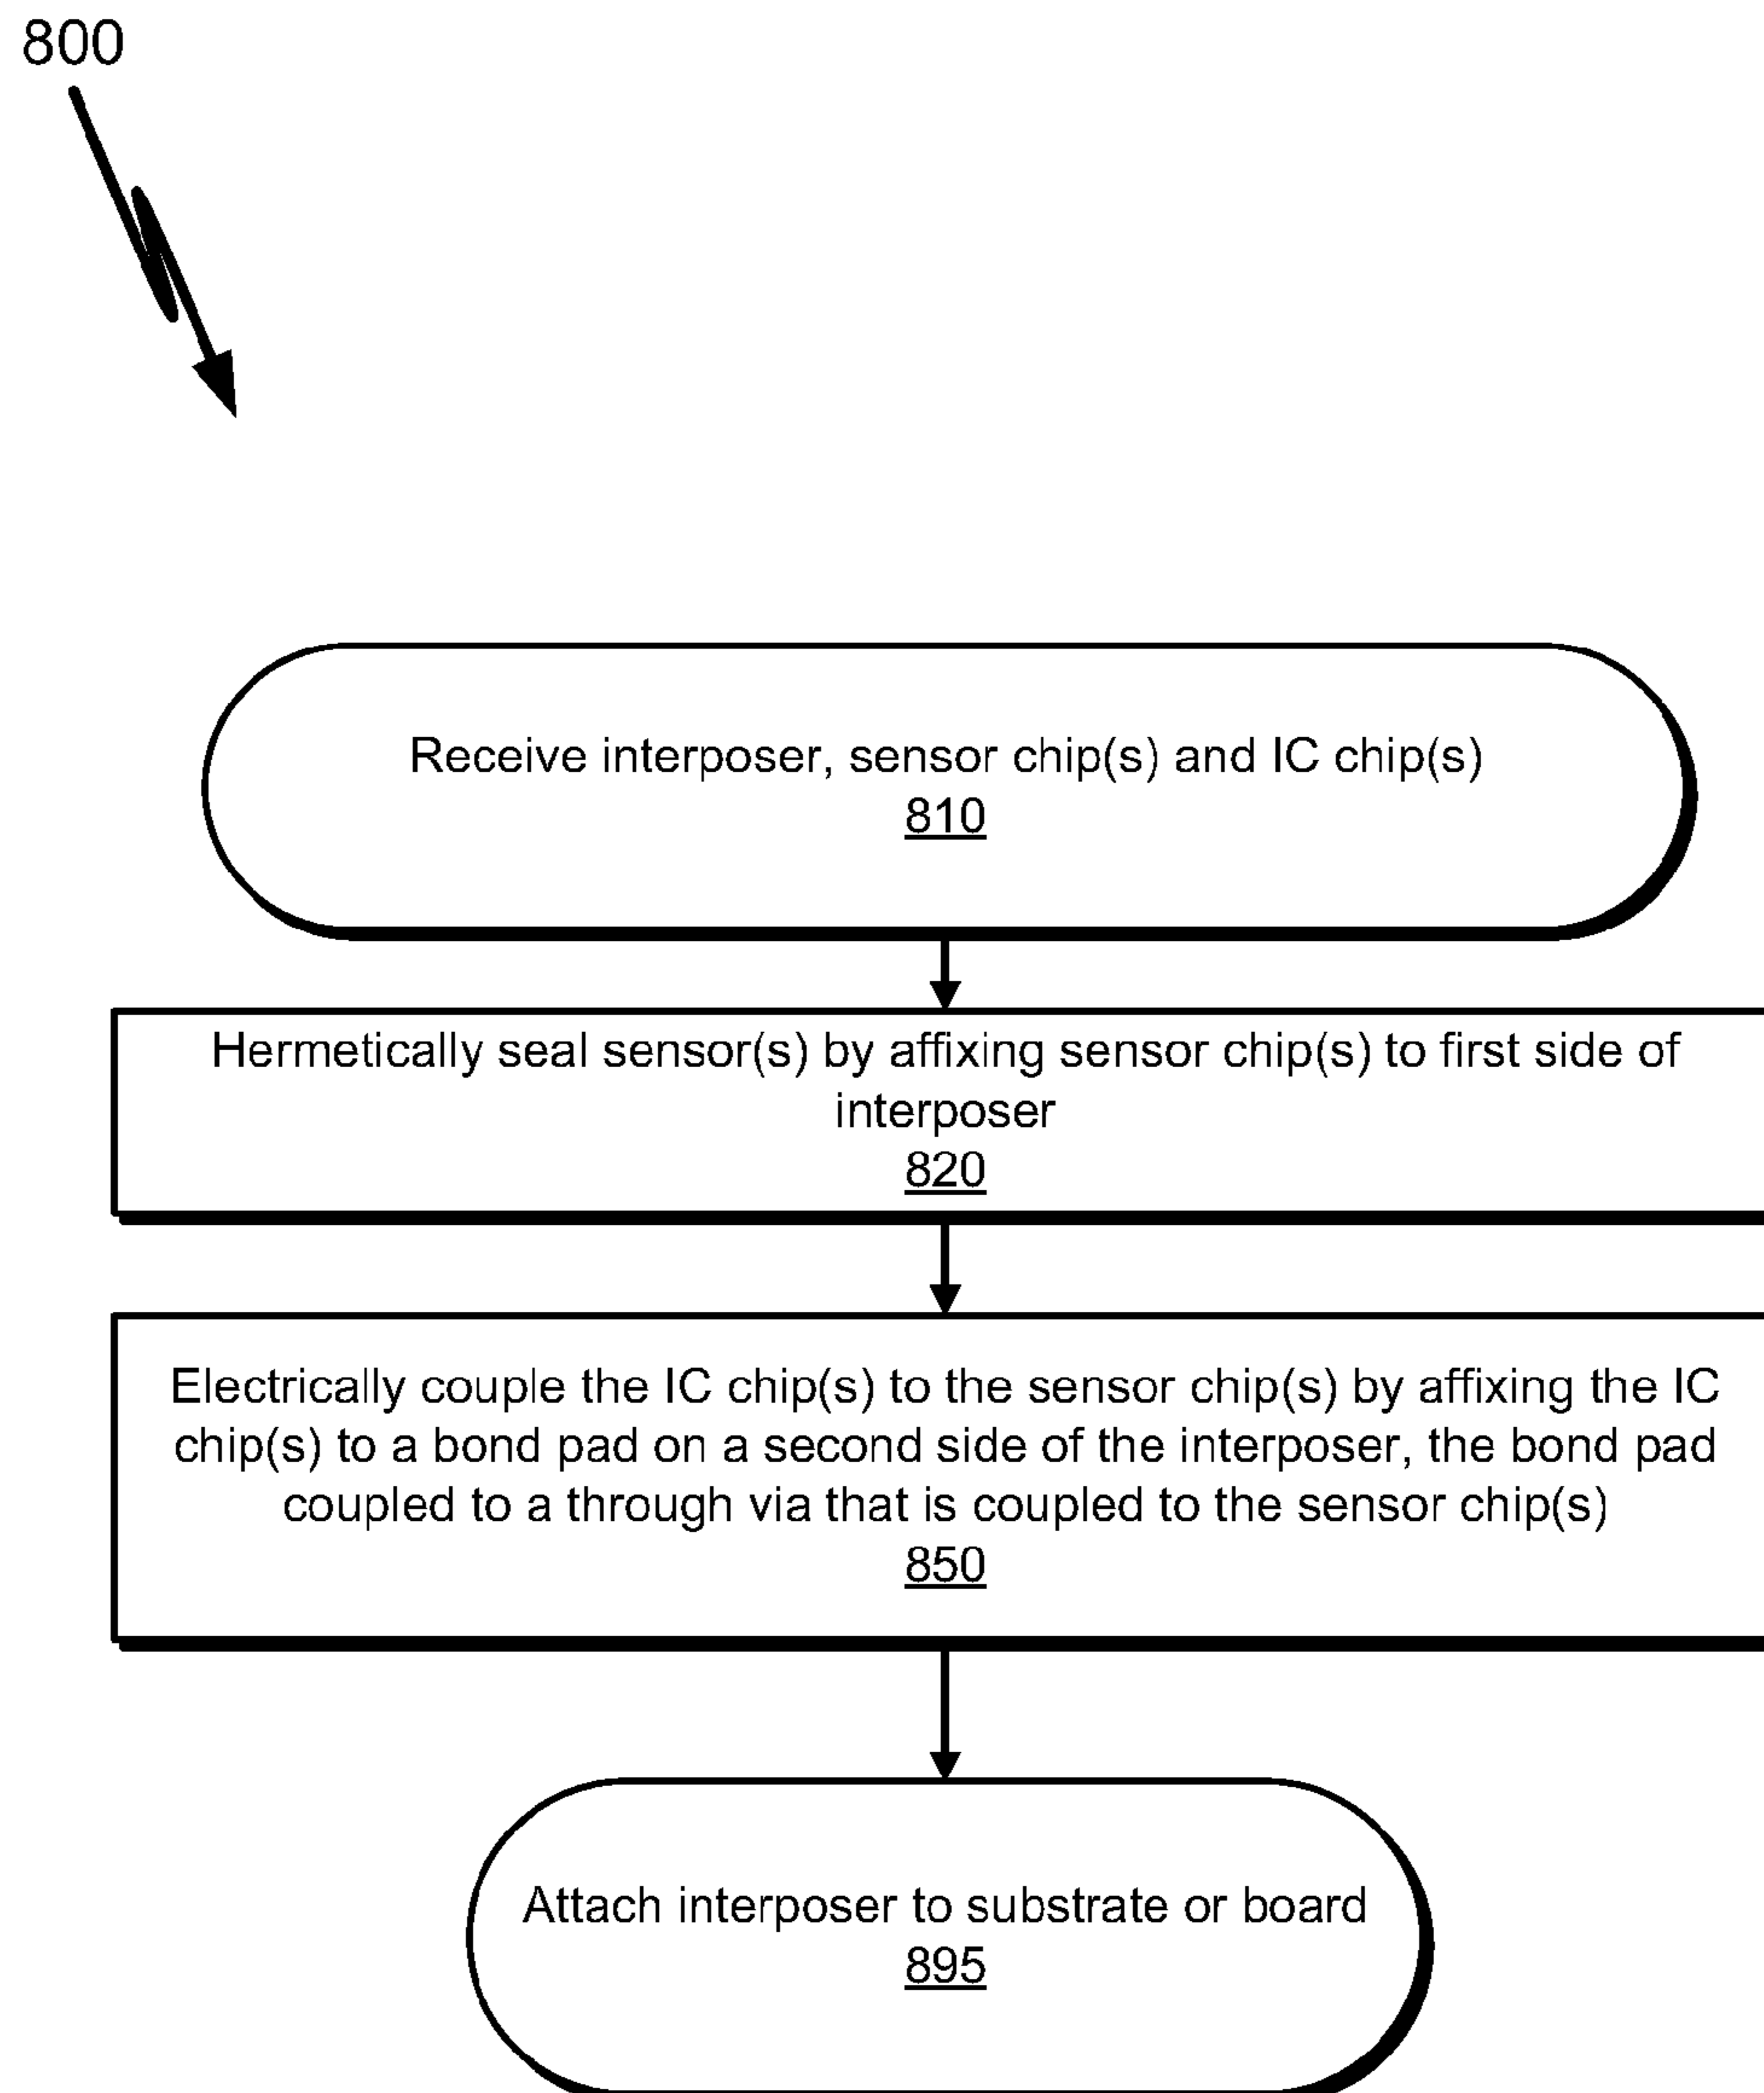 800
Receive interposer, sensor chip(s) and IC chip(s)
810
Hermetically seal sensor(s) by affixing sensor chip(s) to first side of
interposer
820
Electrically couple the IC chip(s) to the sensor chip(s) by affixing the IC
chip(s) to a bond pad on a second side of the interposer, the bond pad
coupled to a through via that is coupled to the sensor chip(s)
850
Attach interposer to substrate or board
895